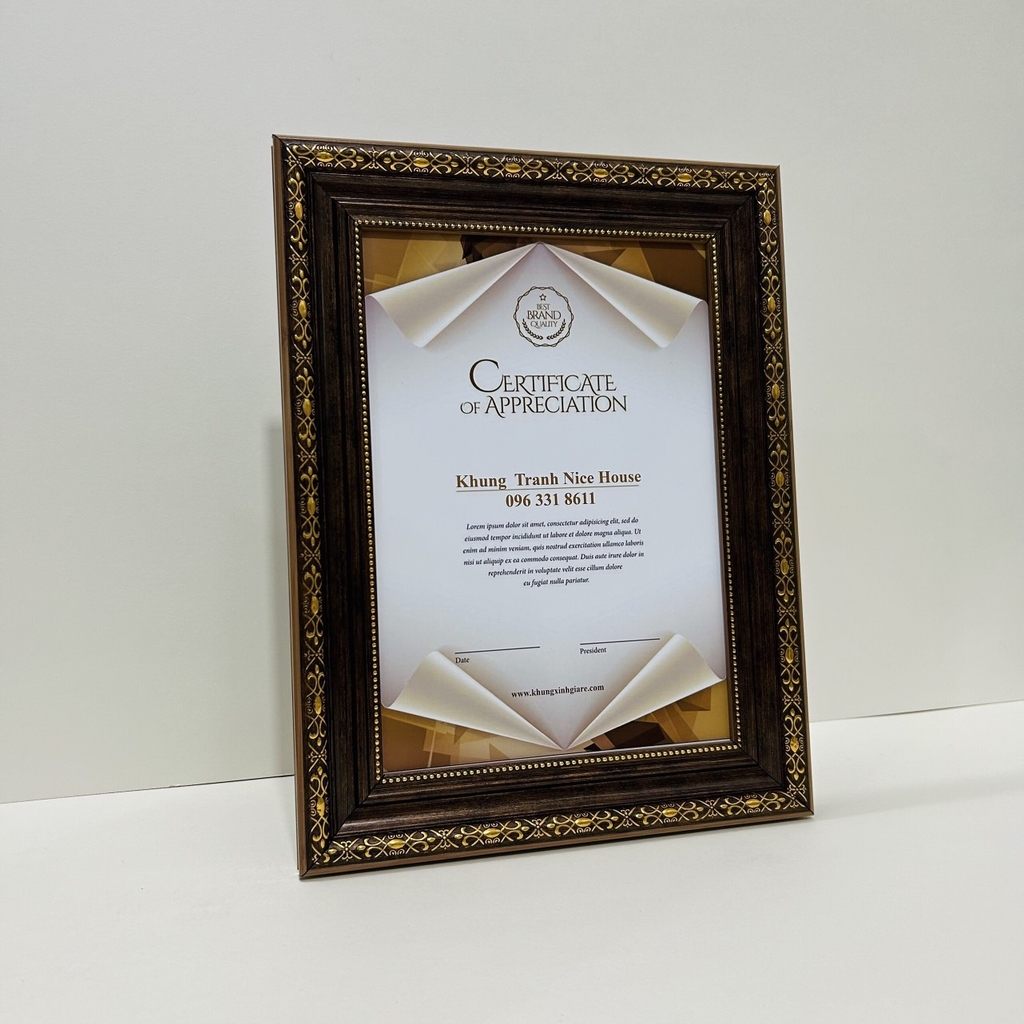 BEST
BRAND
QUALITY
CERTIFICATE
OF APPRECIATION
Khung Tranh Nice House
096 331 8611
Lorem ipsum dolor sit amet, consectetur adipisicing elit, sed do
eiusmod tempor incididunt ut labore et dolore magna aliqua. Ut
enim ad minim veniam, quis nostrud exercitation ullamco laboris
nisi ut aliquip ex ea commodo consequat. Duis aute irure dolor in
reprehenderit in voluptate velit esse cillum dolore
eu fugiat nulla pariatur.
Date
President
www.khungxinhgiare.com